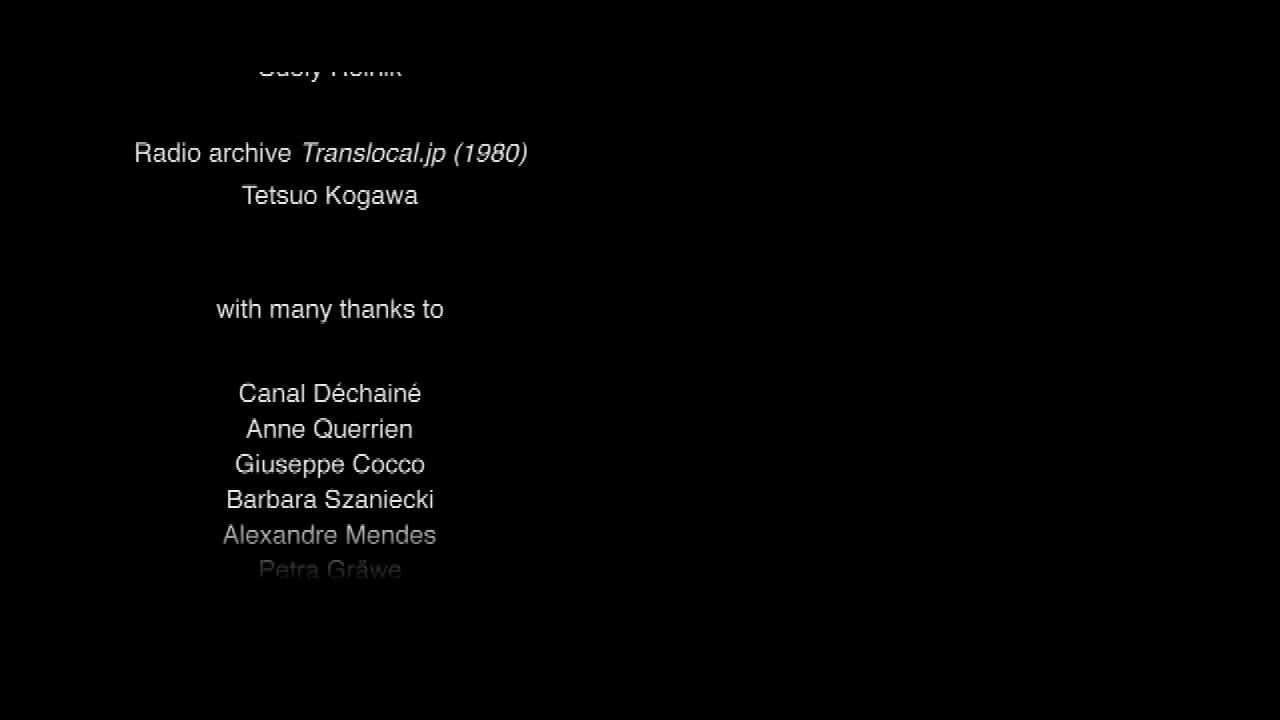 Radio archive Translocal.jp (1980)
Tetsuo Kogawa
with many thanks to
Canal Déchainé
Anne Querrien
Giuseppe Cocco
Barbara Szaniecki
Alexandre Mendes
Petra Gräwe